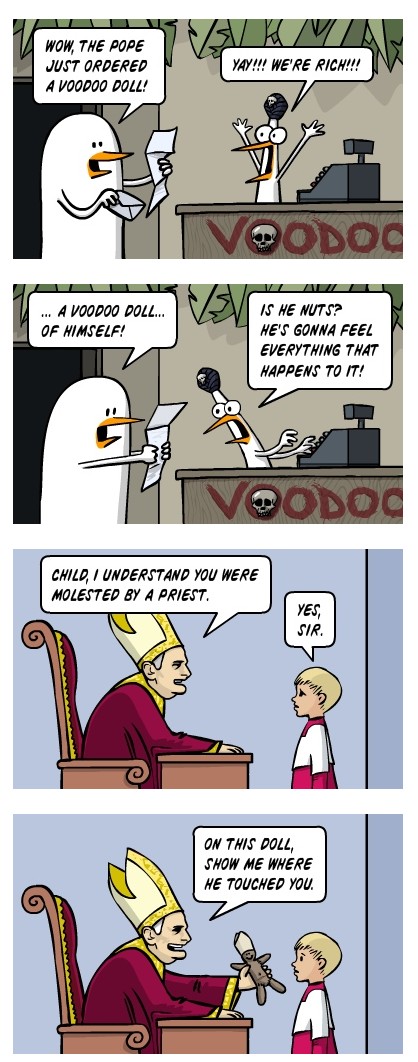 WOW, THE POPE
JUST ORDERED
A VOODOO DOLL!
YAY!!! WE'RE RICH!!!
VOODOO
... A VOODOO DOLL...
OF HIMSELF!
IS HE NUTS?
HE'S GONNA FEEL
EVERYTHING THAT
HAPPENS TO IT!
VOODOO
CHILD, I UNDERSTAND YOU WERE
MOLESTED BY A PRIEST.
YES,
SIR.
ON THIS DOLL,
SHOW ME WHERE
HE TOUCHED YOU.